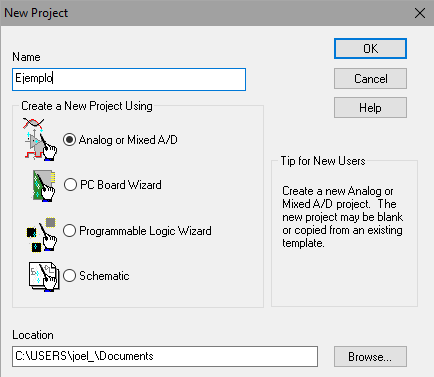 New Project
Name
Ejemplo
OK
Cancel
Help
Create a New Project Using
Analog or Mixed A/D
PC Board Wizard
Programmable Logic Wizard
Schematic
Tip for New Users
Create a new Analog or
Mixed A/D project. The
new project may be blank
or copied from an existing
template.
Location
C:\USERS\joel_\Documents
Browse...